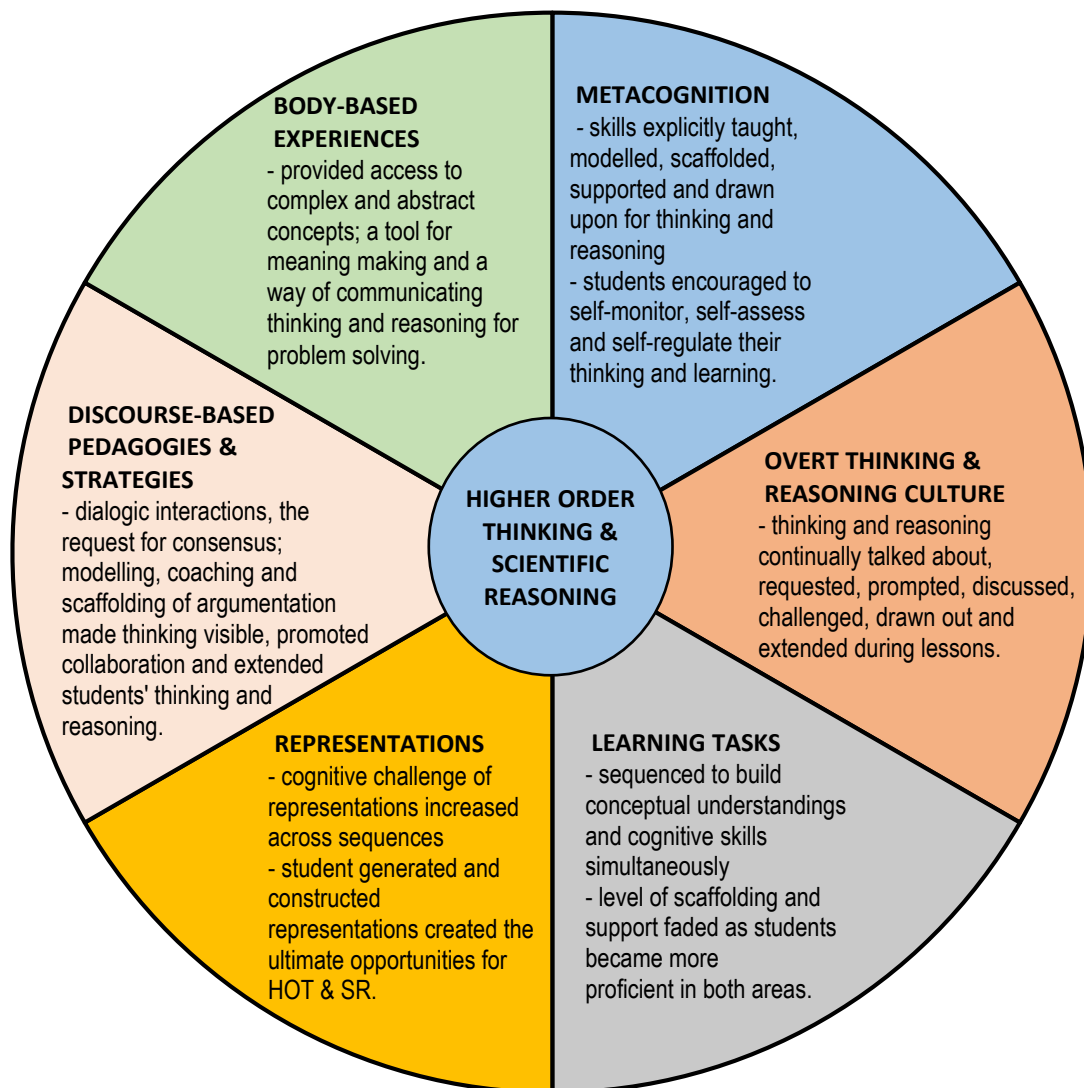 BODY-BASED
EXPERIENCES
- provided access to
complex and abstract
concepts; a tool for
meaning making and a
way of communicating
thinking and reasoning for
problem solving.
METACOGNITION
- skills explicitly taught,
modelled, scaffolded,
supported and drawn
upon for thinking and
reasoning
- students encouraged to
self-monitor, self-assess
and self-regulate their
thinking and learning.
OVERT THINKING &
REASONING CULTURE
- thinking and reasoning
continually talked about,
requested, prompted, discussed,
challenged, drawn out and
extended during lessons.
LEARNING TASKS
- sequenced to build
conceptual understandings
and cognitive skills
simultaneously
- level of scaffolding and
support faded as students
became more
proficient in both areas.
REPRESENTATIONS
- cognitive challenge of
representations increased
across sequences
- student generated and
constructed
representations created the
ultimate opportunities for
HOT & SR.
DISCOURSE-BASED
PEDAGOGIES &
STRATEGIES
- dialogic interactions, the
request for consensus;
modelling, coaching and
scaffolding of argumentation
made thinking visible, promoted
collaboration and extended
students' thinking and
reasoning.
HIGHER ORDER
THINKING &
SCIENTIFIC
REASONING